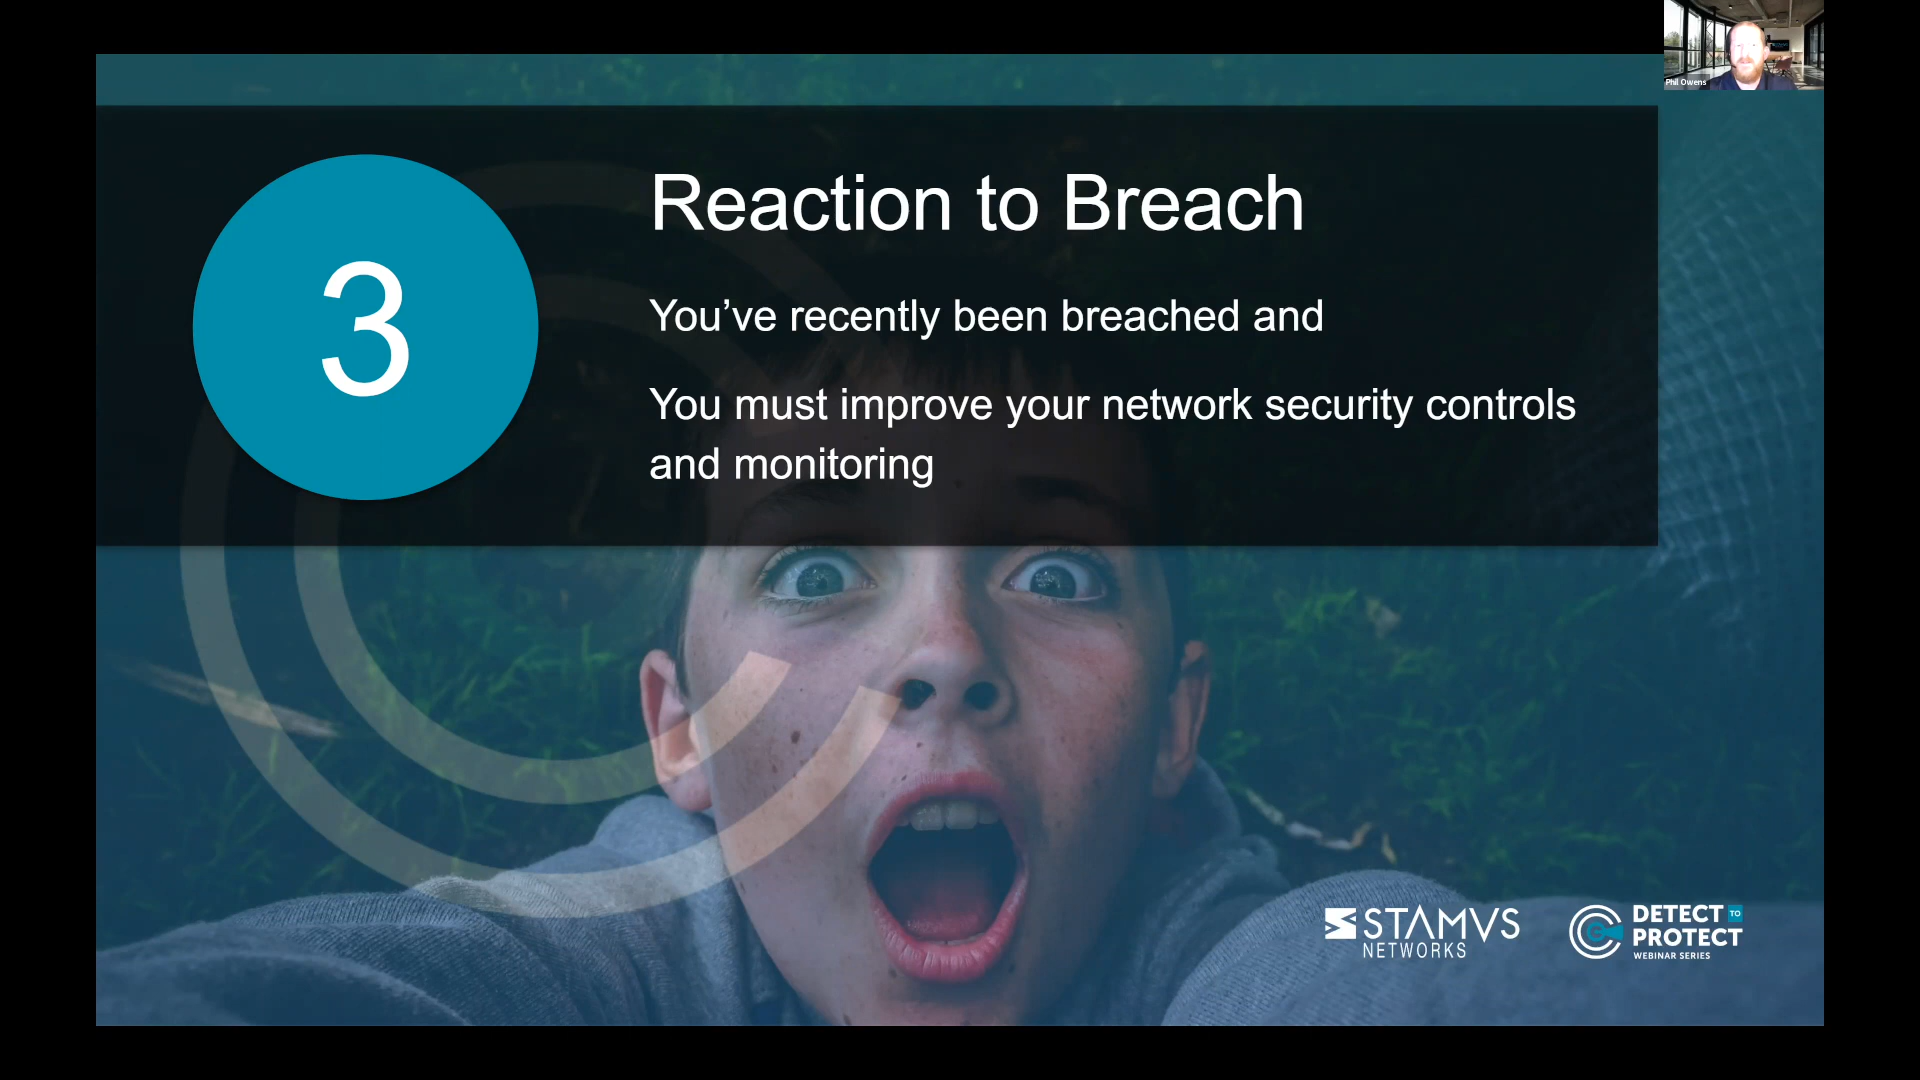 Phil Owens
3
Reaction to Breach
You’ve recently been breached and
You must improve your network security controls
and monitoring
STAMVS
NETWORKS
DETECT TO
PROTECT
WEBINAR SERIES